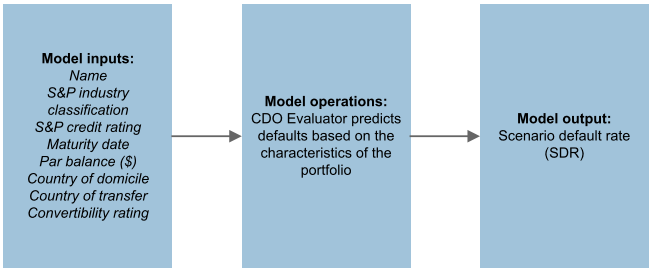 Model inputs:
Name
S&P industry
classification
S&P credit rating
Maturity date
Par balance ($)
Country of domicile
Country of transfer
Convertibility rating
Model operations:
CDO Evaluator predicts
defaults based on the
characteristics of the
portfolio
Model output:
Scenario default rate
(SDR)